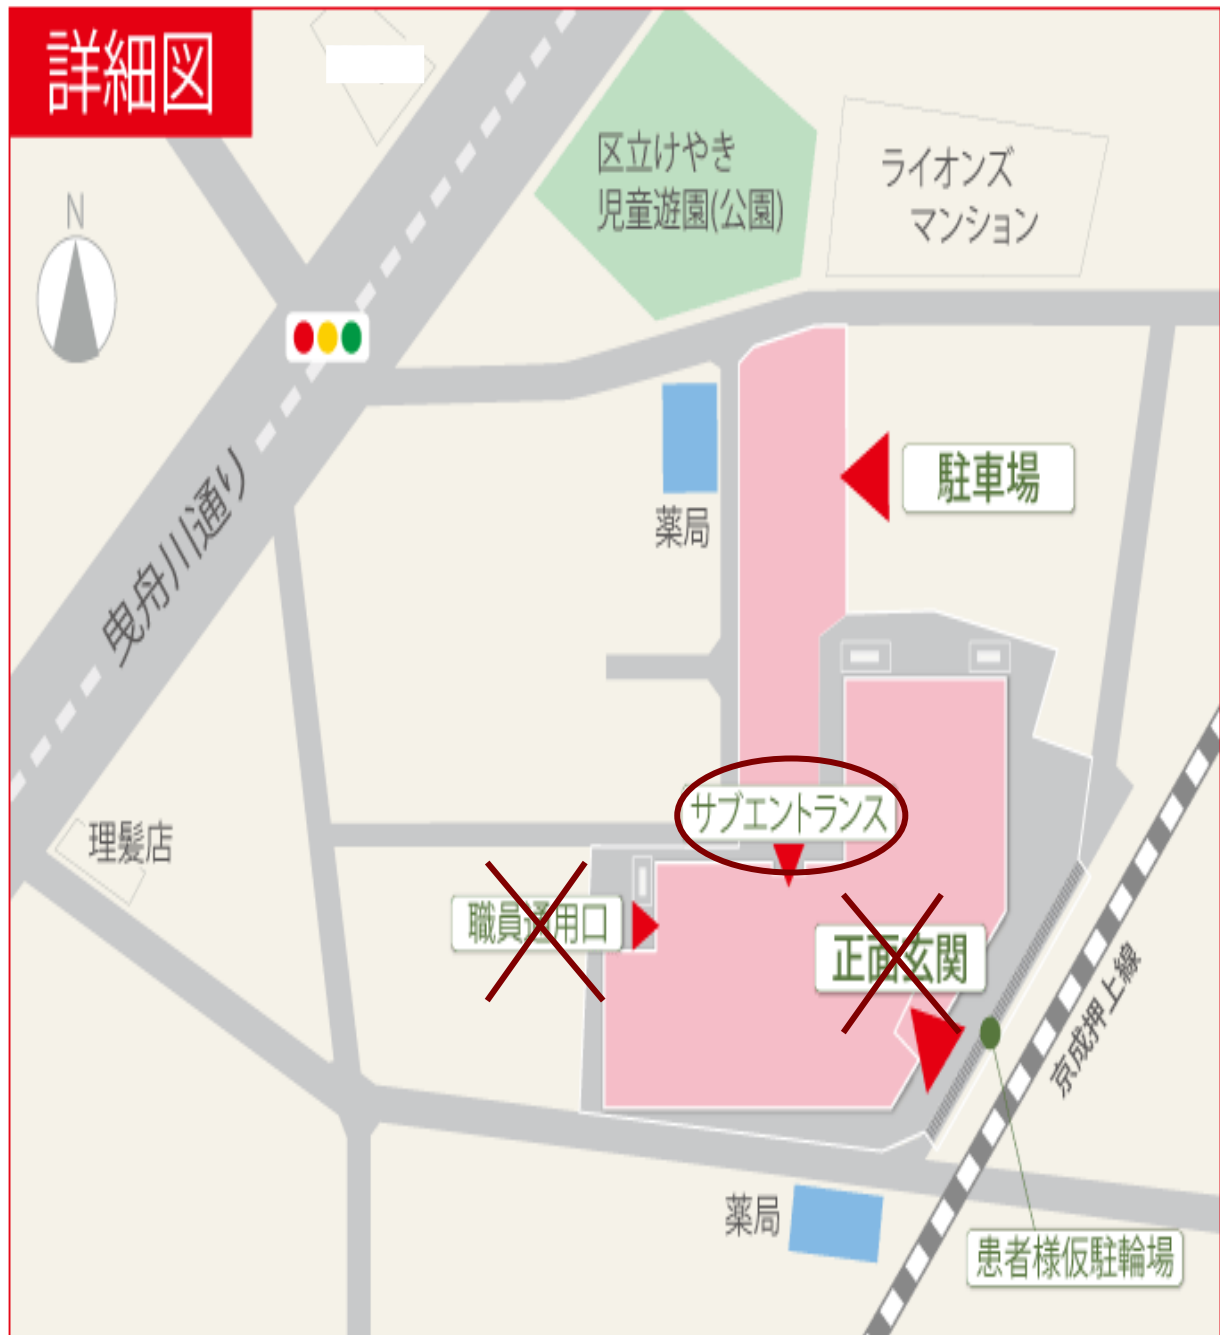 詳細図
N
区立けやき
児童遊園(公園)
ライオンズ
マンション
駐車場
薬局
曳舟川通り
サブエントランス
理髪店
職員通用口
正面玄関
京成押上線
薬局
患者様仮駐輪場